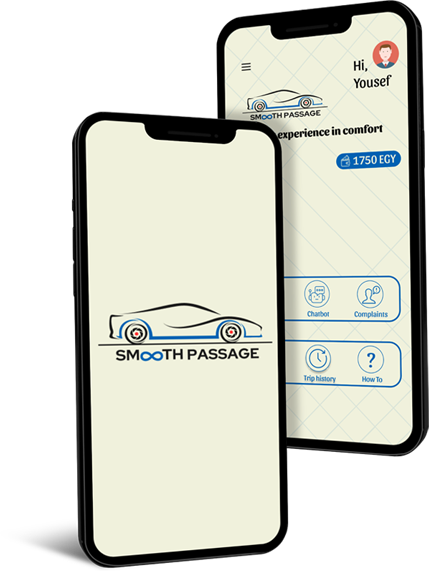 Hi,
Yousef
SMOOTH PASSAGE
experience in comfort
1750 EGY
Chatbot
Complaints
Trip history
How To
SMOOTH PASSAGE